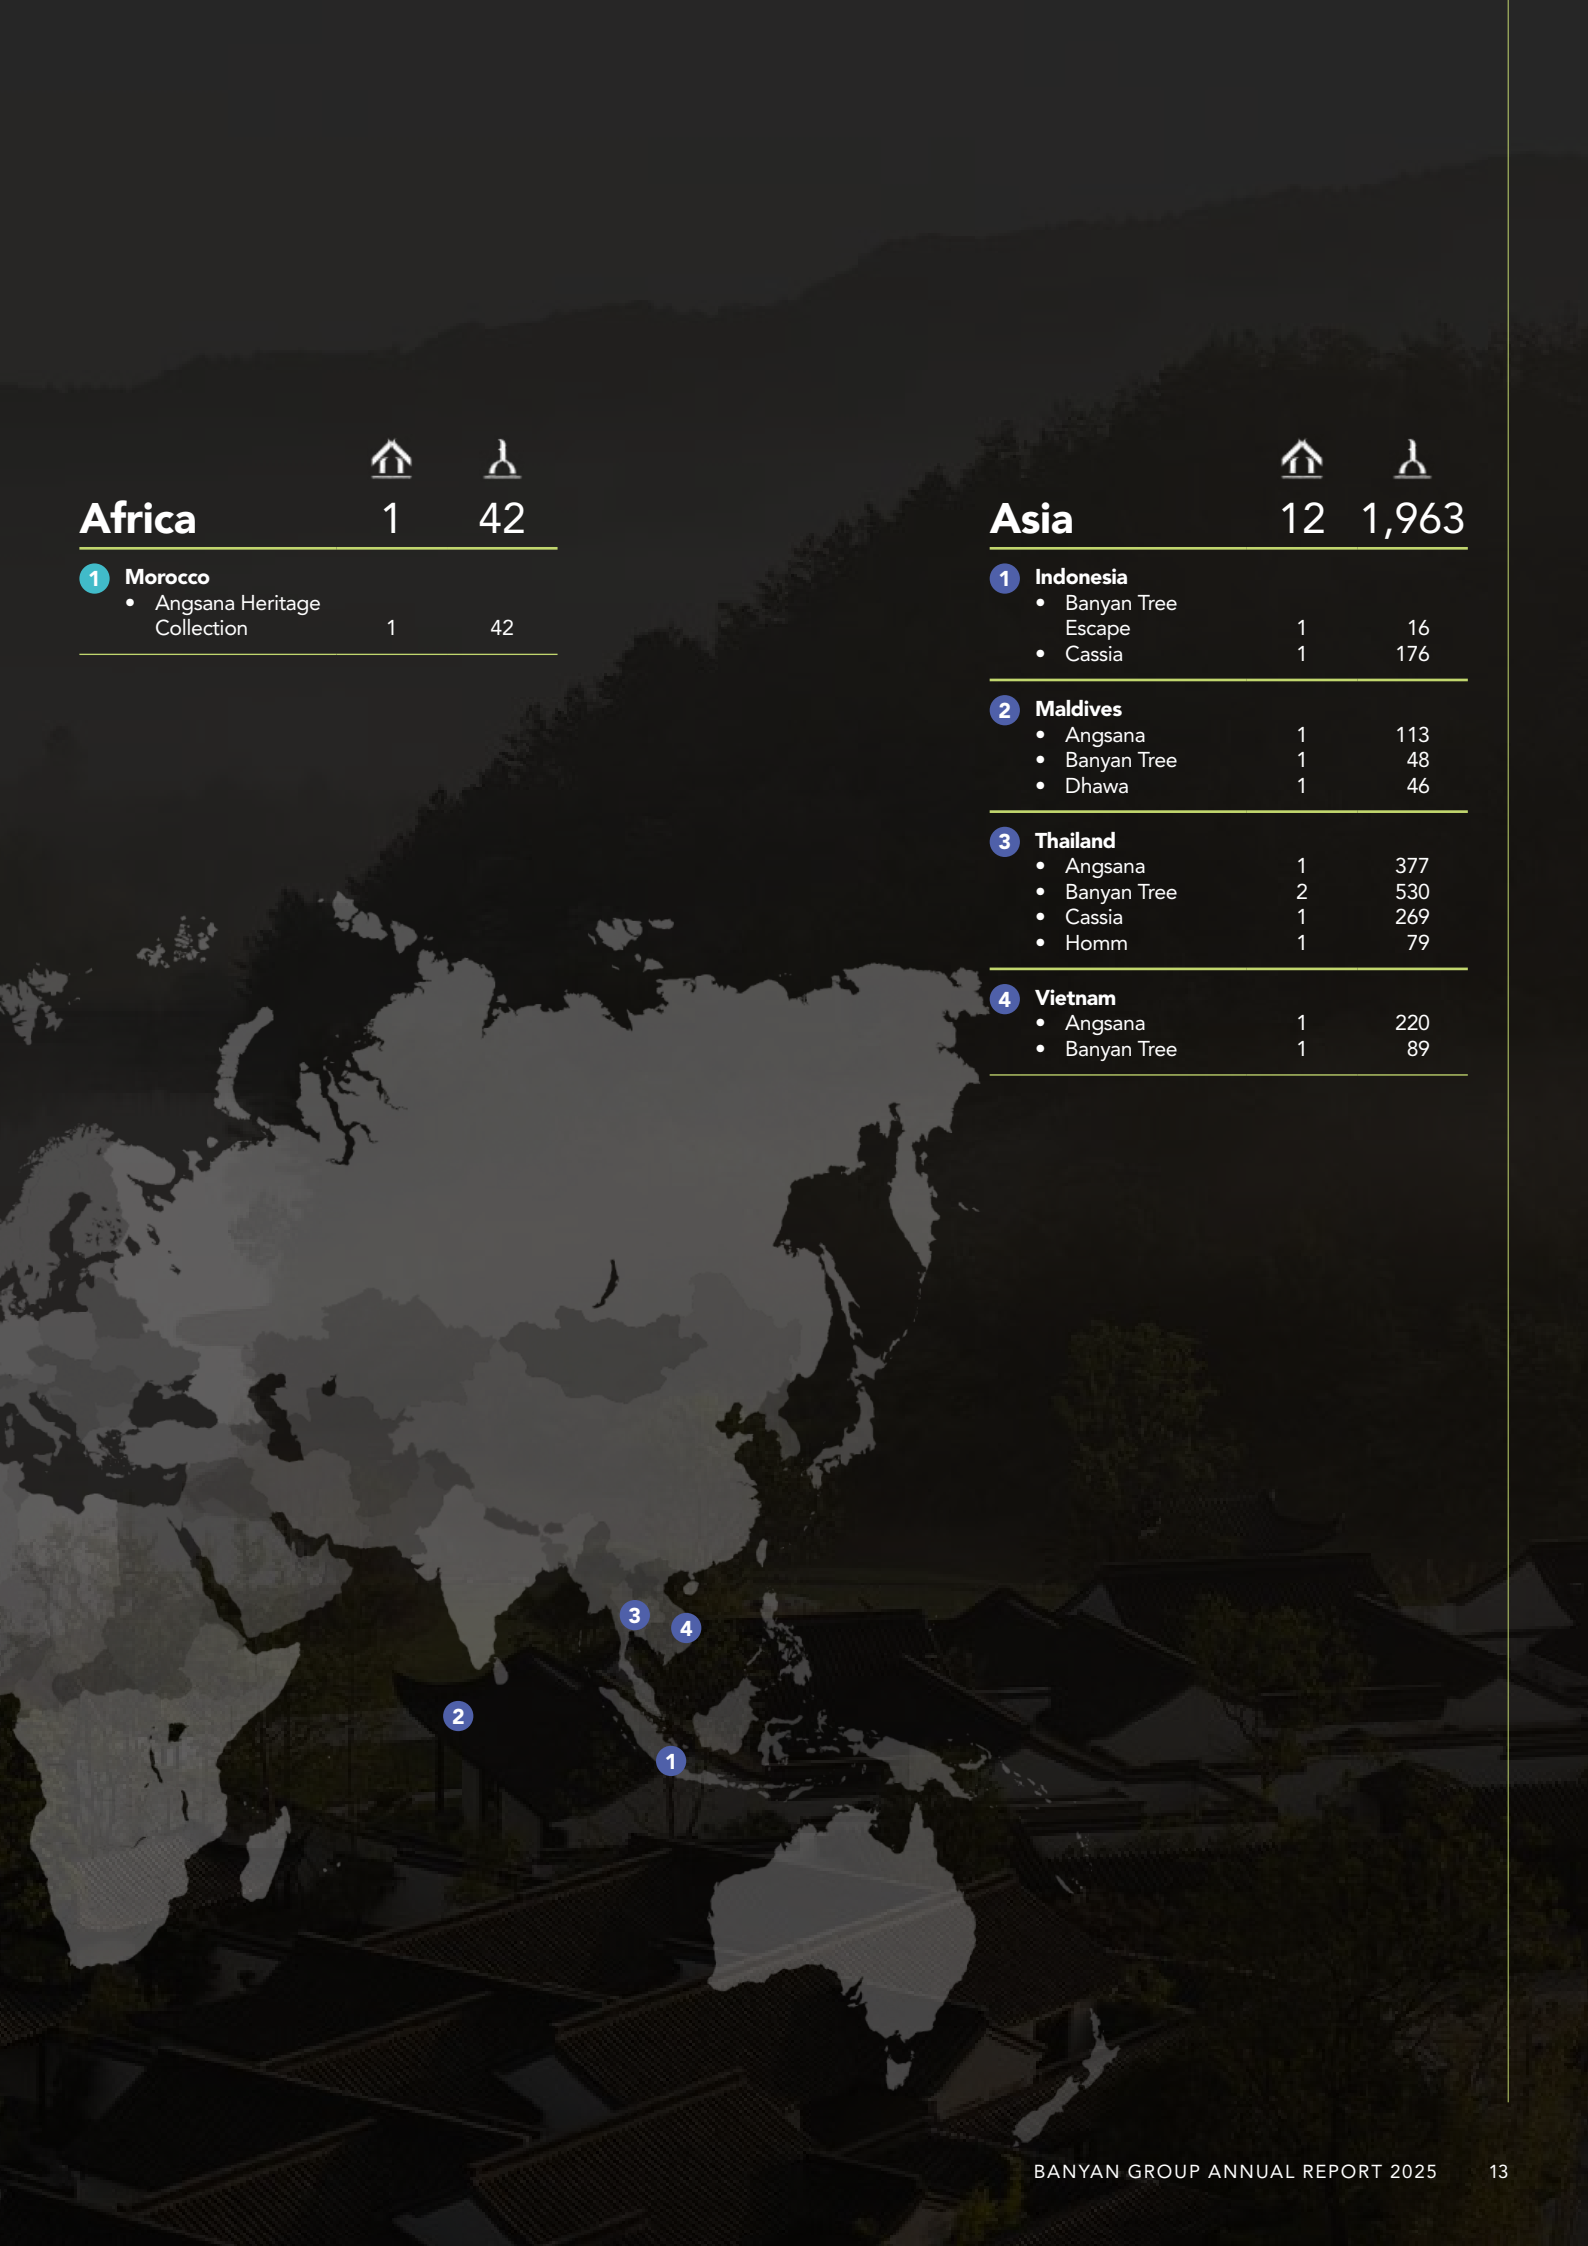 Africa 1 42
1 Morocco
• Angsana Heritage
Collection 1 42
Asia 12 1,963
1 Indonesia
• Banyan Tree
Escape 1 16
• Cassia 1 176
2 Maldives
• Angsana 1 113
• Banyan Tree 1 48
• Dhawa 1 46
3 Thailand
• Angsana 1 377
• Banyan Tree 2 530
• Cassia 1 269
• Homm 1 79
4 Vietnam
• Angsana 1 220
• Banyan Tree 1 89
3
4
2
1
BANYAN GROUP ANNUAL REPORT 2025 13